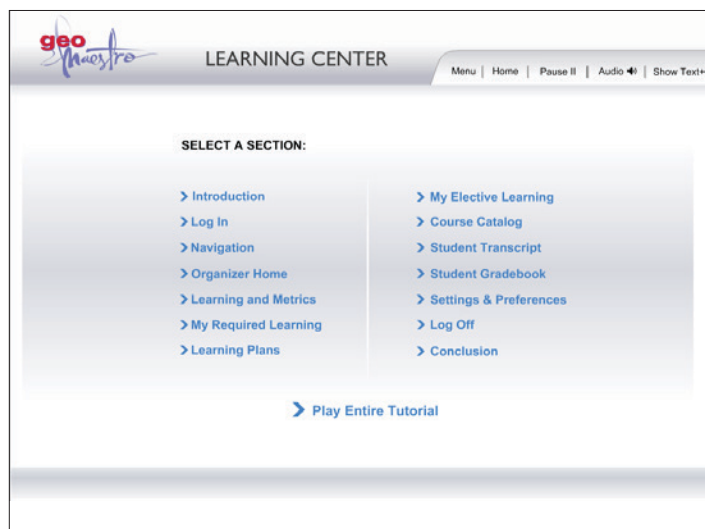 geo
Maestro
LEARNING CENTER
Menu | Home | Pause II | Audio | Show Text+
SELECT A SECTION:
Introduction
Log In
Navigation
Organizer Home
Learning and Metrics
My Required Learning
Learning Plans
My Elective Learning
Course Catalog
Student Transcript
Student Gradebook
Settings & Preferences
Log Off
Conclusion
Play Entire Tutorial